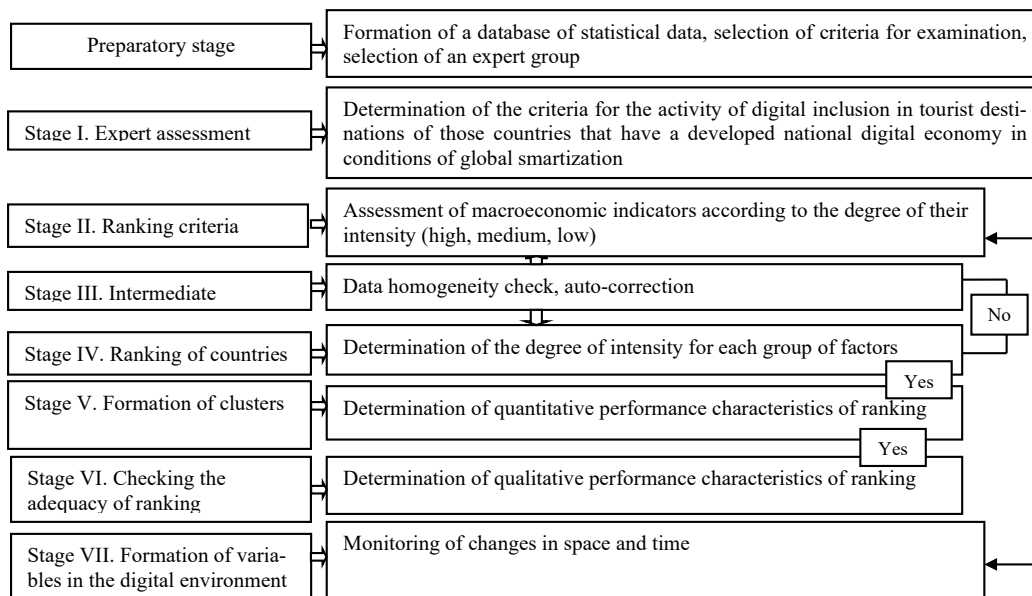 Preparatory stage
Formation of a database of statistical data, selection of criteria for examination,
selection of an expert group
Stage I. Expert assessment
Determination of the criteria for the activity of digital inclusion in tourist desti-
nations of those countries that have a developed national digital economy in
conditions of global smartization
Stage II. Ranking criteria
Assessment of macroeconomic indicators according to the degree of their
intensity (high, medium, low)
Stage III. Intermediate
Data homogeneity check, auto-correction
No
Stage IV. Ranking of countries
Determination of the degree of intensity for each group of factors
Yes
Stage V. Formation of clusters
Determination of quantitative performance characteristics of ranking
Yes
Stage VI. Checking the
adequacy of ranking
Determination of qualitative performance characteristics of ranking
Stage VII. Formation of varia-
bles in the digital environment
Monitoring of changes in space and time